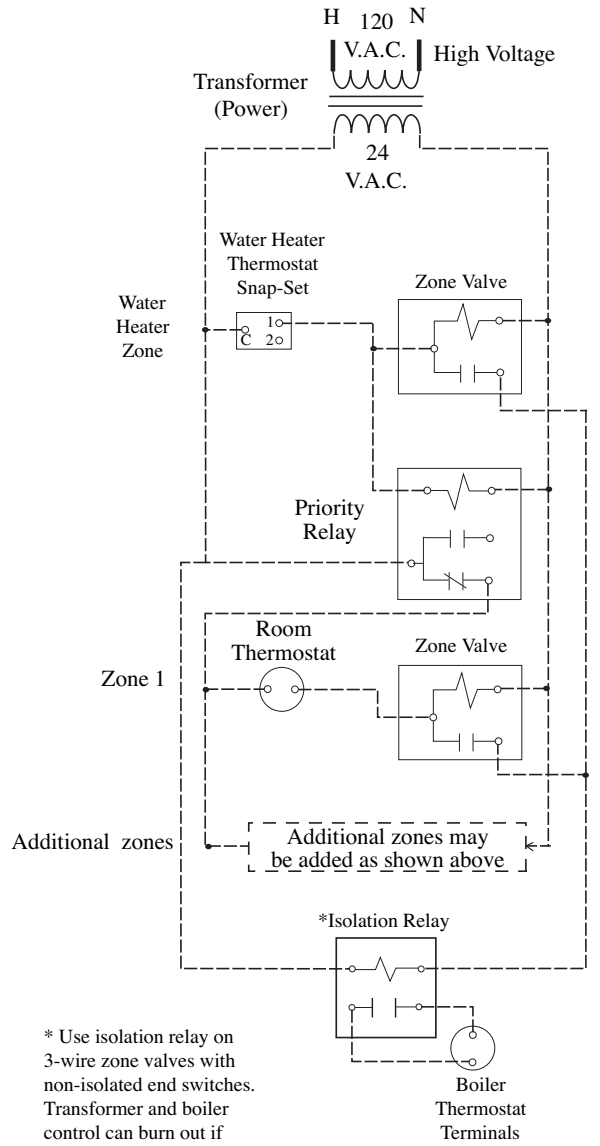 H 120 N
V.A.C. High Voltage
Transformer
(Power)
24
V.A.C.
Water Heater
Thermostat
Snap-Set
Zone Valve
Water
Heater
Zone
1
C 2
Priority
Relay
Room
Thermostat
Zone Valve
Zone 1
Additional zones
Additional zones may
be added as shown above
*Isolation Relay
* Use isolation relay on
3-wire zone valves with
non-isolated end switches.
Transformer and boiler
control can burn out if
Boiler
Thermostat
Terminals